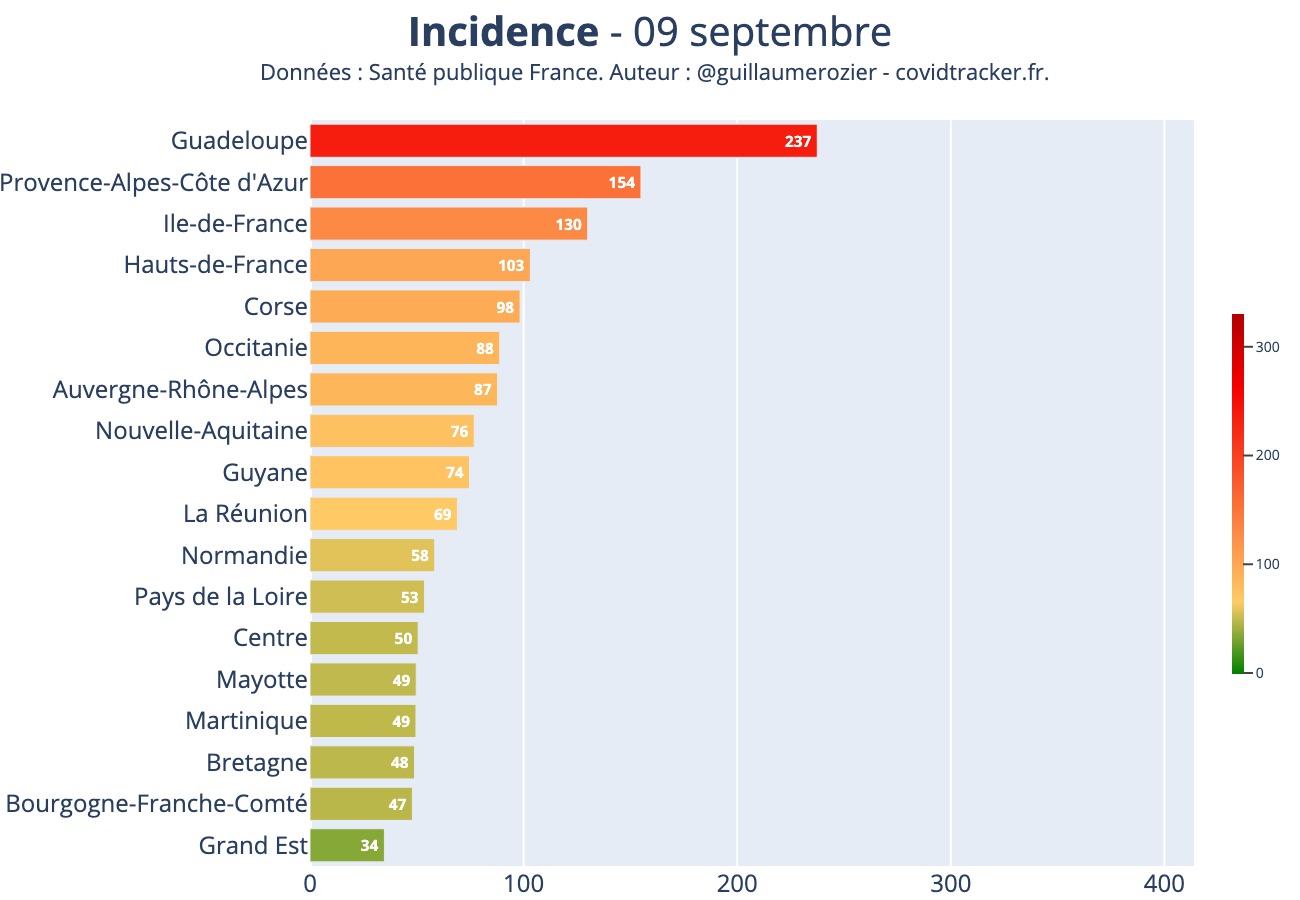 Incidence - 09 septembre
Données : Santé publique France. Auteur : @guillaumerozier - covidtracker.fr.
Guadeloupe 237
Provence-Alpes-Côte d'Azur 154
Ile-de-France 130
Hauts-de-France 103
Corse 98
Occitanie 88
Auvergne-Rhône-Alpes 87
Nouvelle-Aquitaine 76
Guyane 74
La Réunion 69
Normandie 58
Pays de la Loire 53
Centre 50
Mayotte 49
Martinique 49
Bretagne 48
Bourgogne-Franche-Comté 47
Grand Est 34
0 100 200 300 400
300
200
100
0